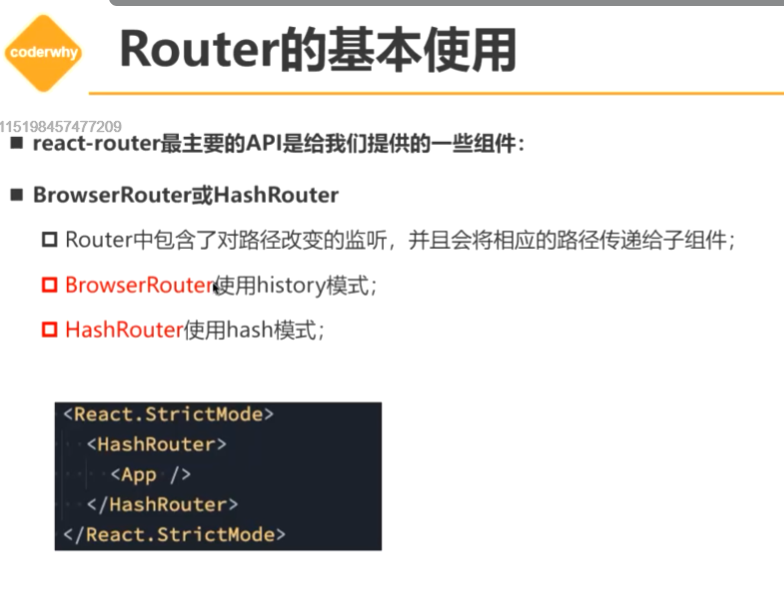 coderwhy
Router的基本使用
115198457477209
react-router最主要的API是给我们提供的一些组件：
BrowserRouter或HashRouter
Router中包含了对路径改变的监听，并且会将相应的路径传递给子组件；
BrowserRouter使用history模式；
HashRouter使用hash模式；
<React.StrictMode>
<HashRouter>
<App />
</HashRouter>
</React.StrictMode>